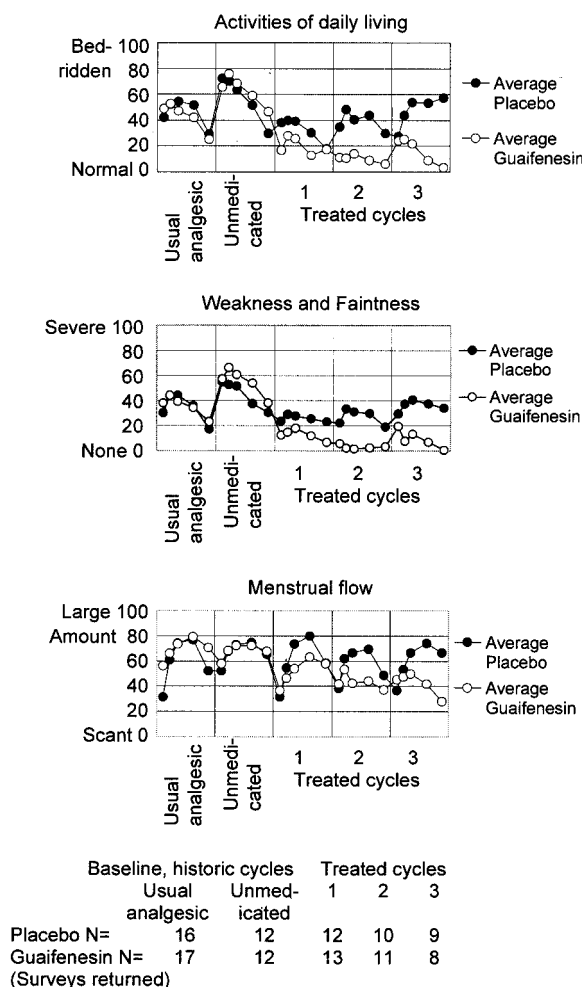 Activities of daily living
Bed-
ridden
100
80
60
40
20
Normal 0
Average
Placebo
Average
Guaifenesin
Usual
analgesic
Unmedi-
cated
1 2 3
Treated cycles
Weakness and Faintness
Severe 100
80
60
40
20
None 0
Average
Placebo
Average
Guaifenesin
Usual
analgesic
Unmedi-
cated
1 2 3
Treated cycles
Menstrual flow
Large 100
Amount 80
60
40
20
Scant 0
Average
Placebo
Average
Guaifenesin
Usual
analgesic
Unmedi-
cated
1 2 3
Treated cycles
Baseline, historic cycles Treated cycles
Usual Unmed- 1 2 3
analgesic icated
Placebo N= 16 12 12 10 9
Guaifenesin N= 17 12 13 11 8
(Surveys returned)